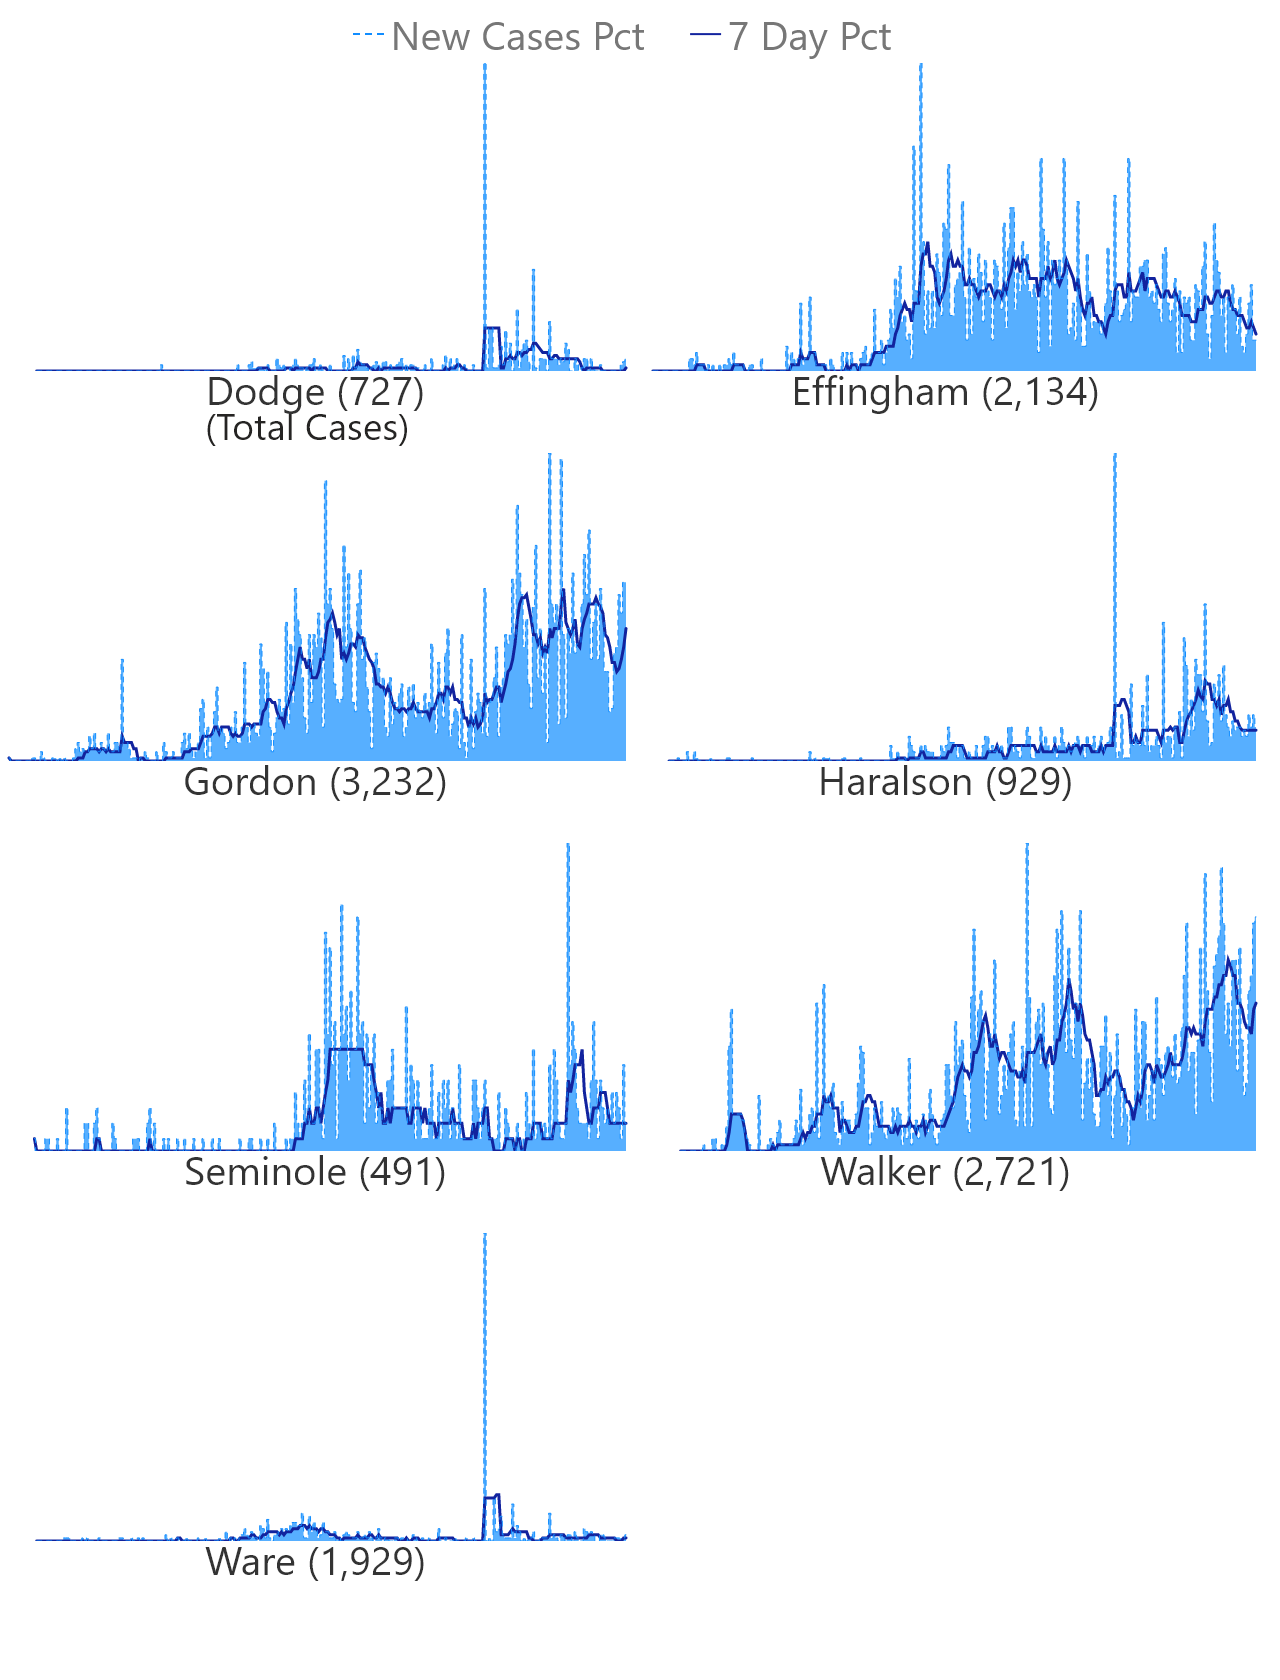 New Cases Pct 7 Day Pct
Dodge (727)
(Total Cases)
Effingham (2,134)
Gordon (3,232)
Haralson (929)
Seminole (491)
Walker (2,721)
Ware (1,929)